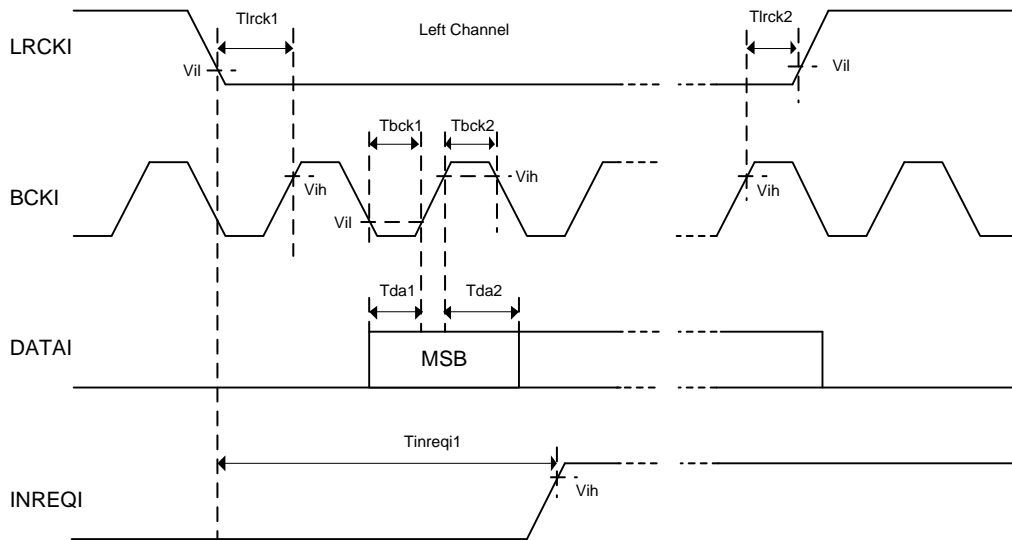 Tlrck1
Left Channel
Tlrck2
LRCKI
Vil
Vil
Tbck1
Tbck2
BCKI
Vih
Vih
Vih
Vil
Tda1
Tda2
DATAI
MSB
Tinreqi1
INREQI
Vih